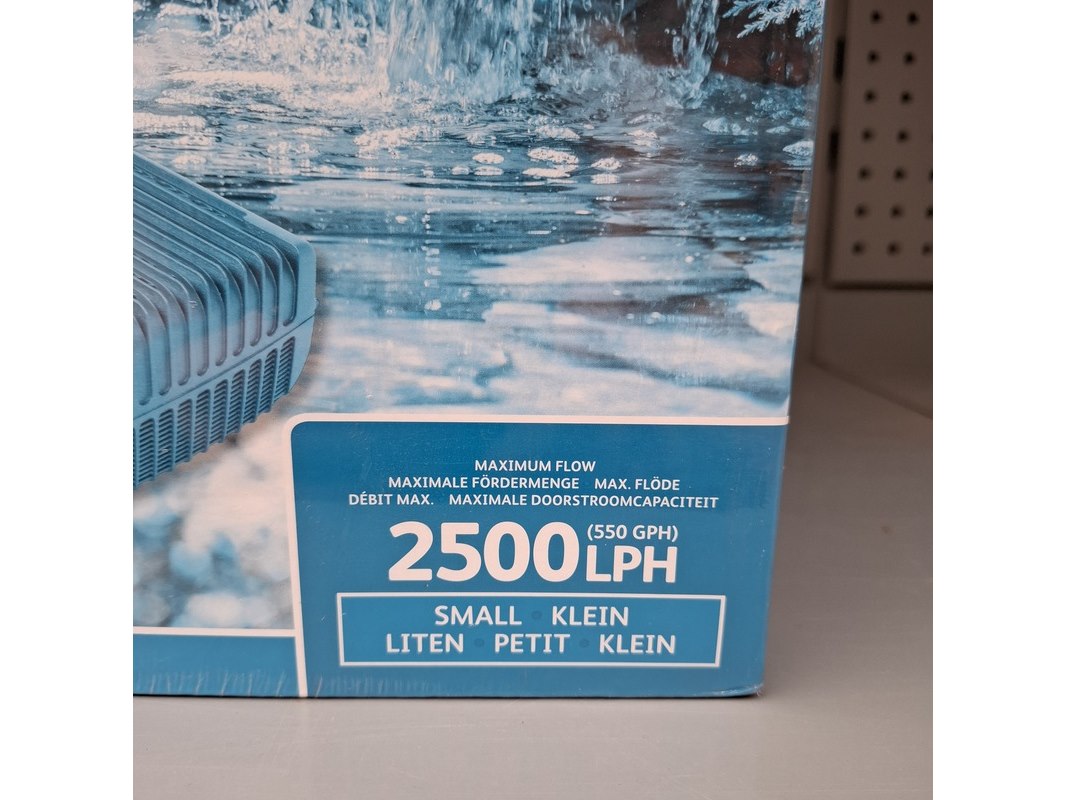 MAXIMUM FLOW
MAXIMALE FÖRDERMENGE MAX. FLÖDE
DÉBIT MAX. MAXIMALE DOORSTROOMCAPACITEIT
2500 (550 GPH) LPH
SMALL • KLEIN
LITEN • PETIT • KLEIN